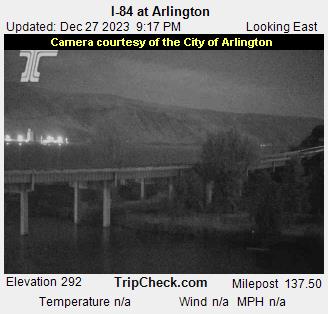 I-84 at Arlington
Updated: Dec 27 2023 9:17 PM Looking East
Camera courtesy of the City of Arlington
Elevation 292 TripCheck.com Milepost 137.50
Temperature n/a Wind n/a MPH n/a